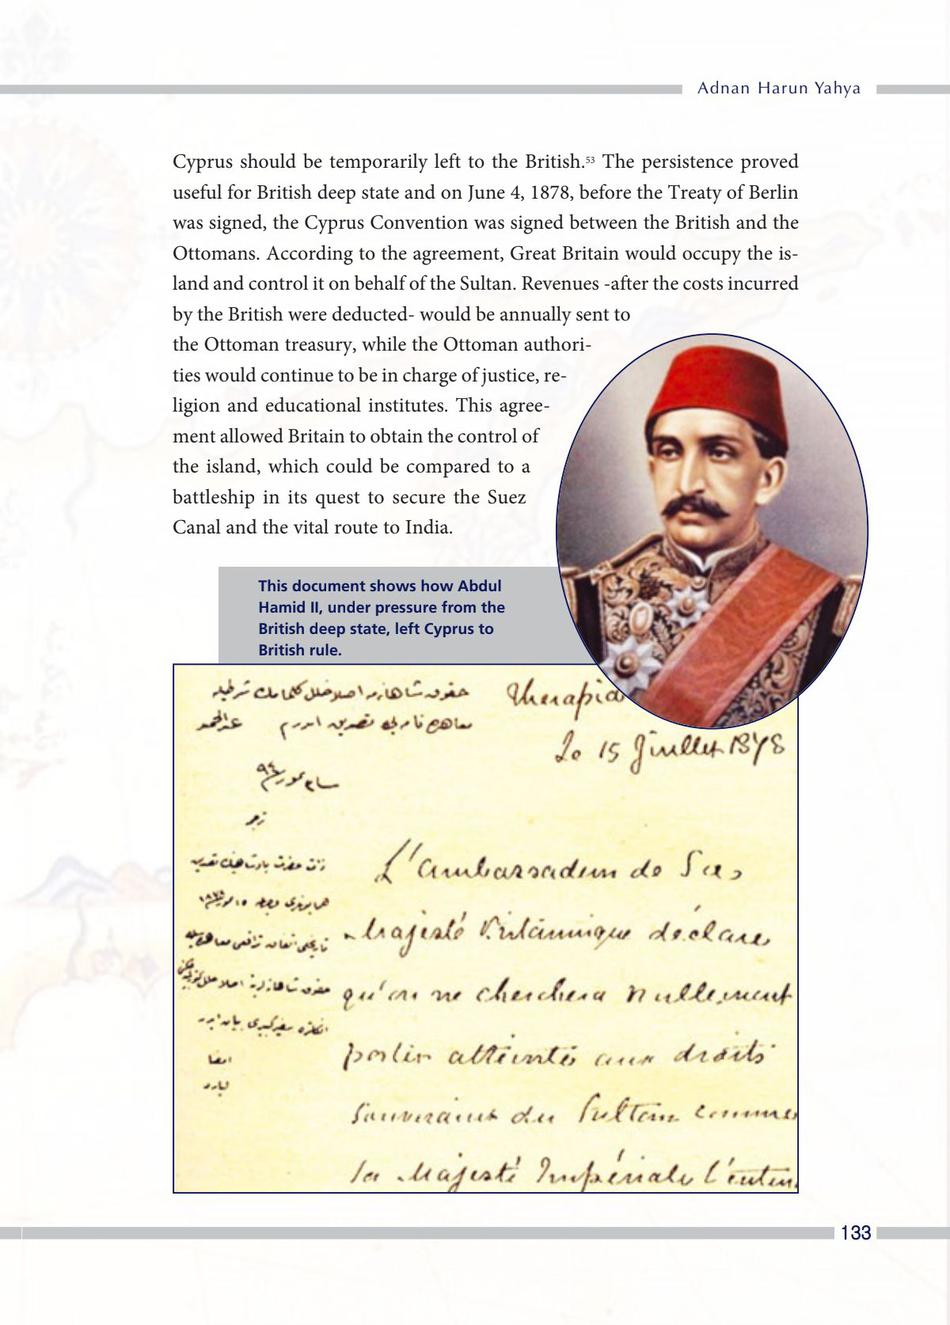 Adnan Harun Yahya
Cyprus should be temporarily left to the British.53 The persistence proved
useful for British deep state and on June 4, 1878, before the Treaty of Berlin
was signed, the Cyprus Convention was signed between the British and the
Ottomans. According to the agreement, Great Britain would occupy the is-
land and control it on behalf of the Sultan. Revenues -after the costs incurred
by the British were deducted- would be annually sent to
the Ottoman treasury, while the Ottoman authori-
ties would continue to be in charge of justice, re-
ligion and educational institutes. This agree-
ment allowed Britain to obtain the control of
the island, which could be compared to a
battleship in its quest to secure the Suez
Canal and the vital route to India.
This document shows how Abdul
Hamid II, under pressure from the
British deep state, left Cyprus to
British rule.
Therapia
Le 15 Juillet 1878
L'ambassadeur de Sa
Majesté Britannique déclare
qu'on ne cherchera nullement
porter atteinte aux droits
Souverains du Sultan comme
Sa Majesté Impériale l'enten
133